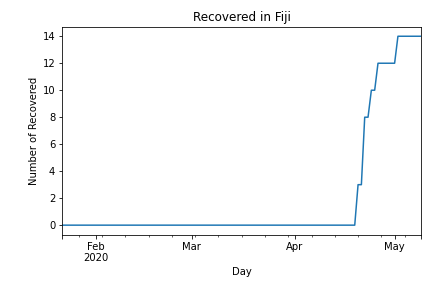 Recovered in Fiji
Number of Recovered
14
12
10
8
6
4
2
0
Feb
2020
Mar
Apr
May
Day